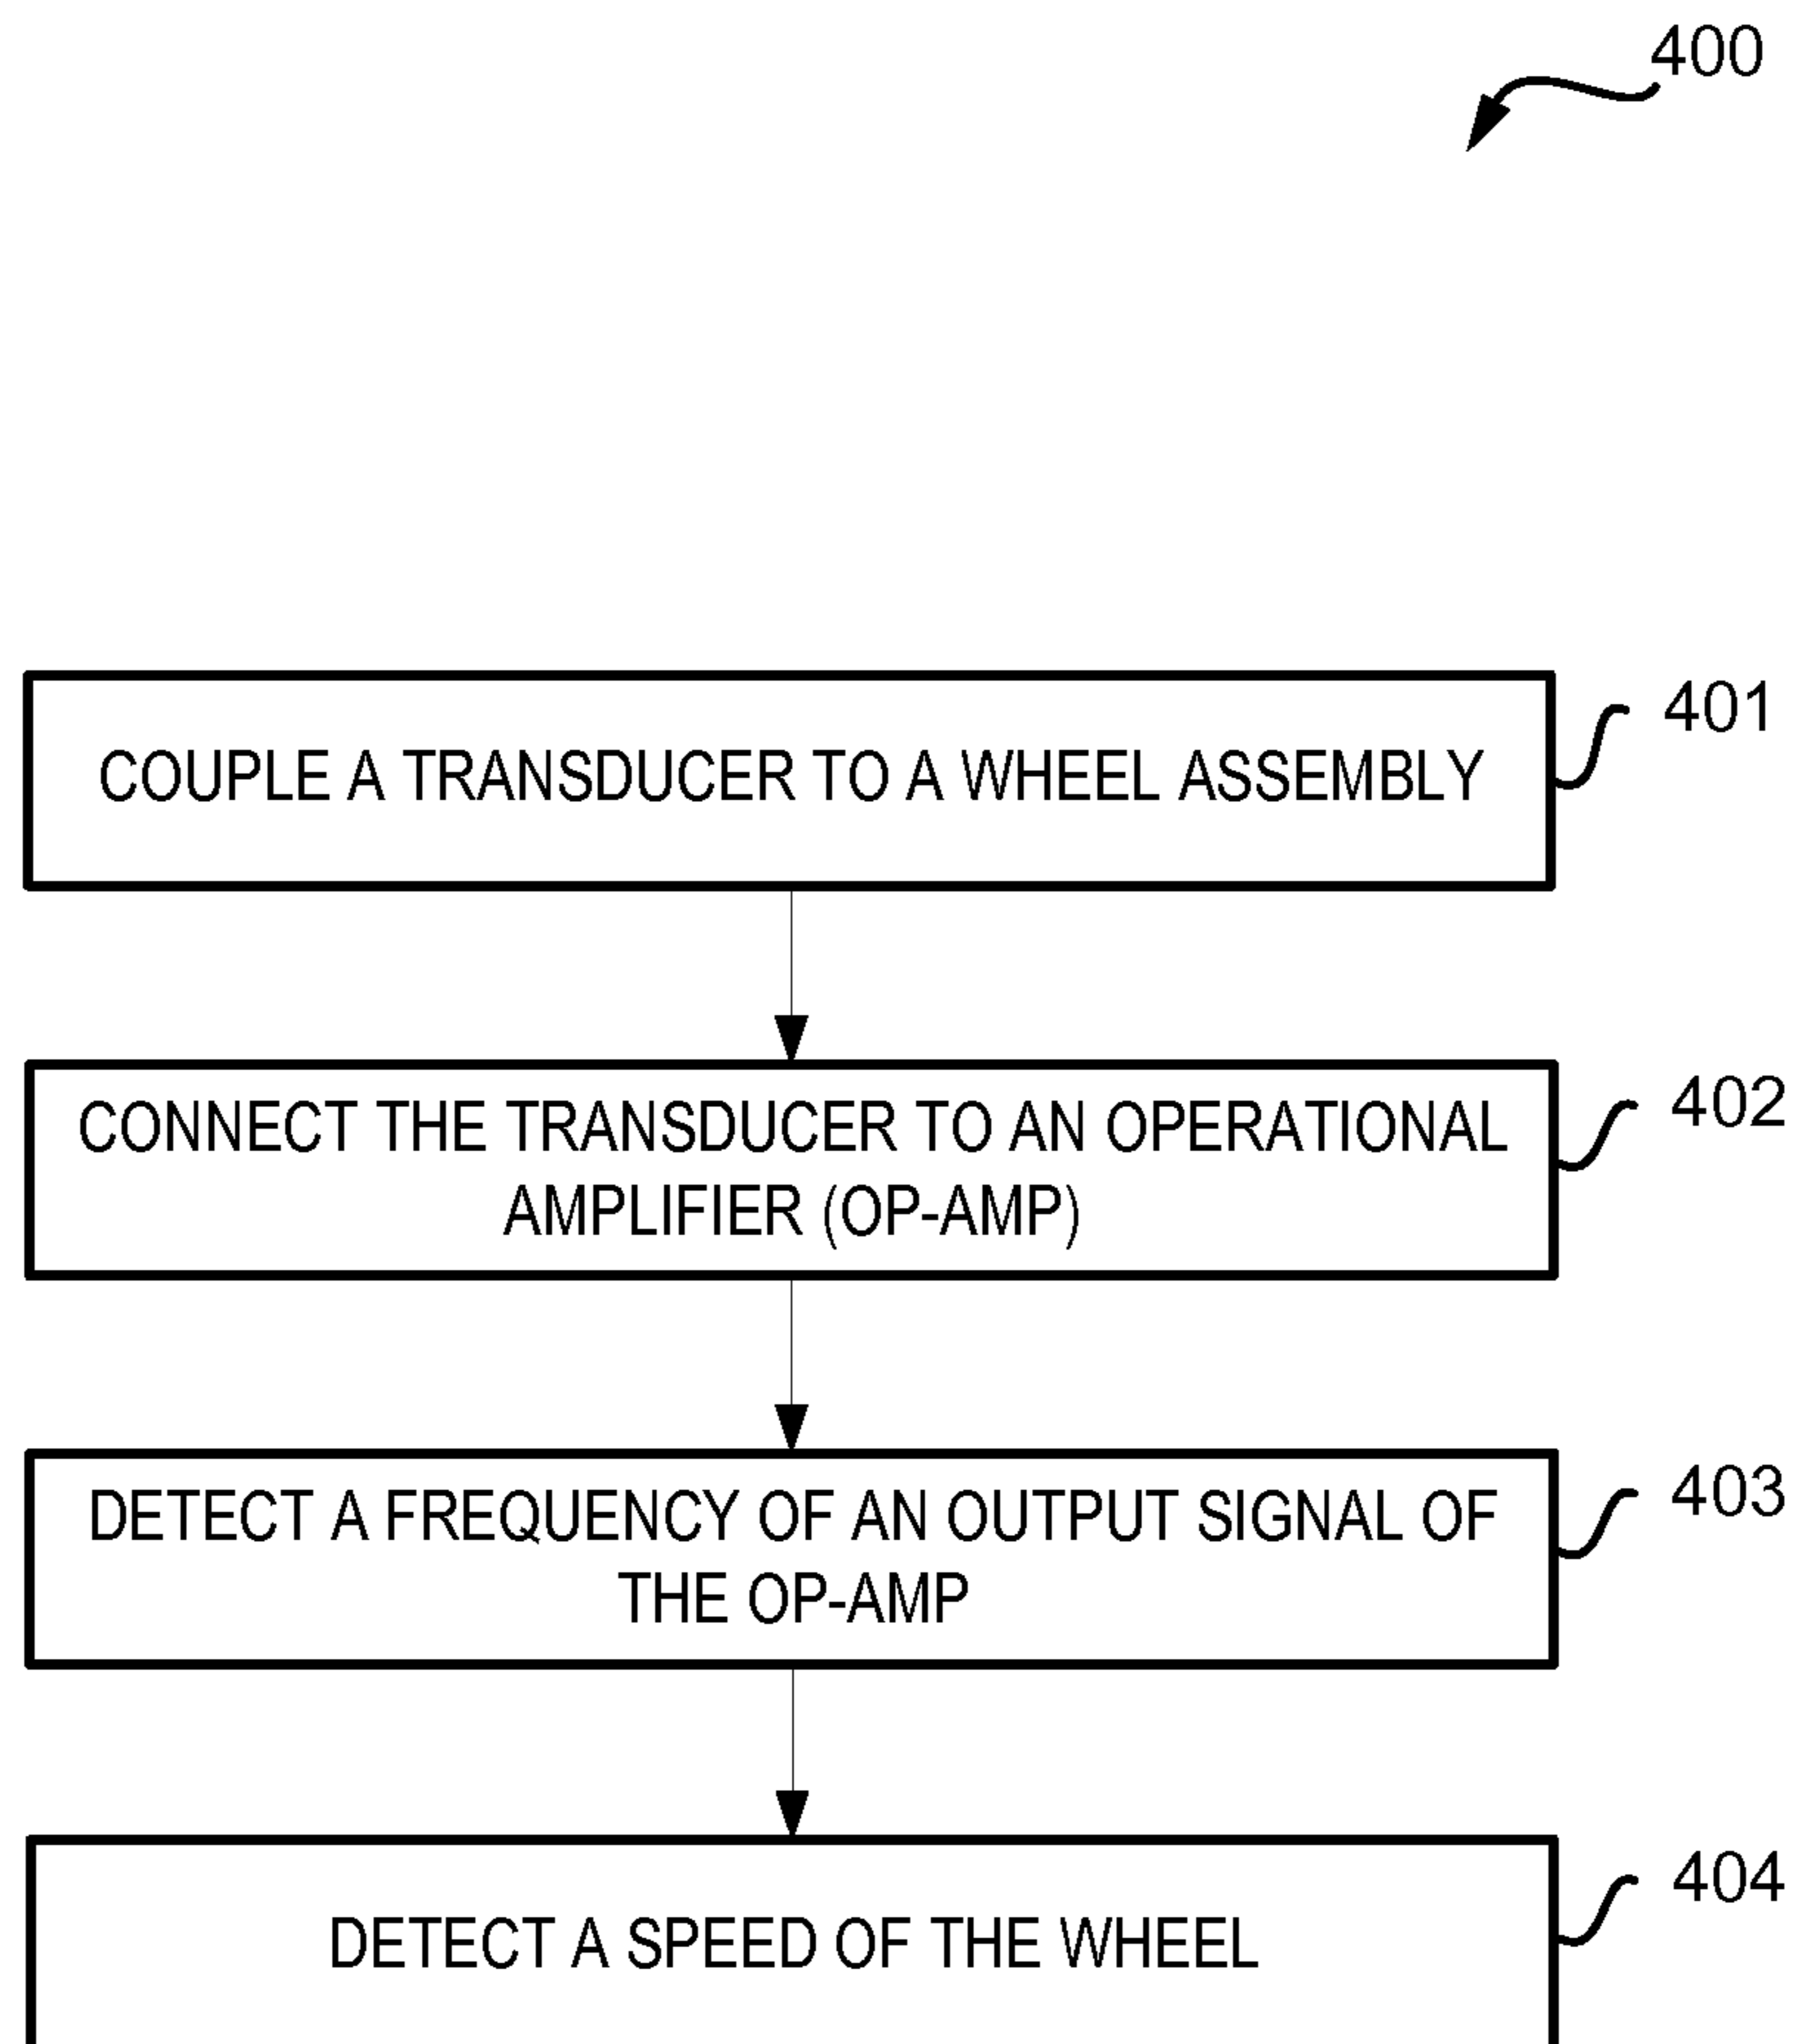 400
COUPLE A TRANSDUCER TO A WHEEL ASSEMBLY
401
CONNECT THE TRANSDUCER TO AN OPERATIONAL
AMPLIFIER (OP-AMP)
402
DETECT A FREQUENCY OF AN OUTPUT SIGNAL OF
THE OP-AMP
403
DETECT A SPEED OF THE WHEEL
404